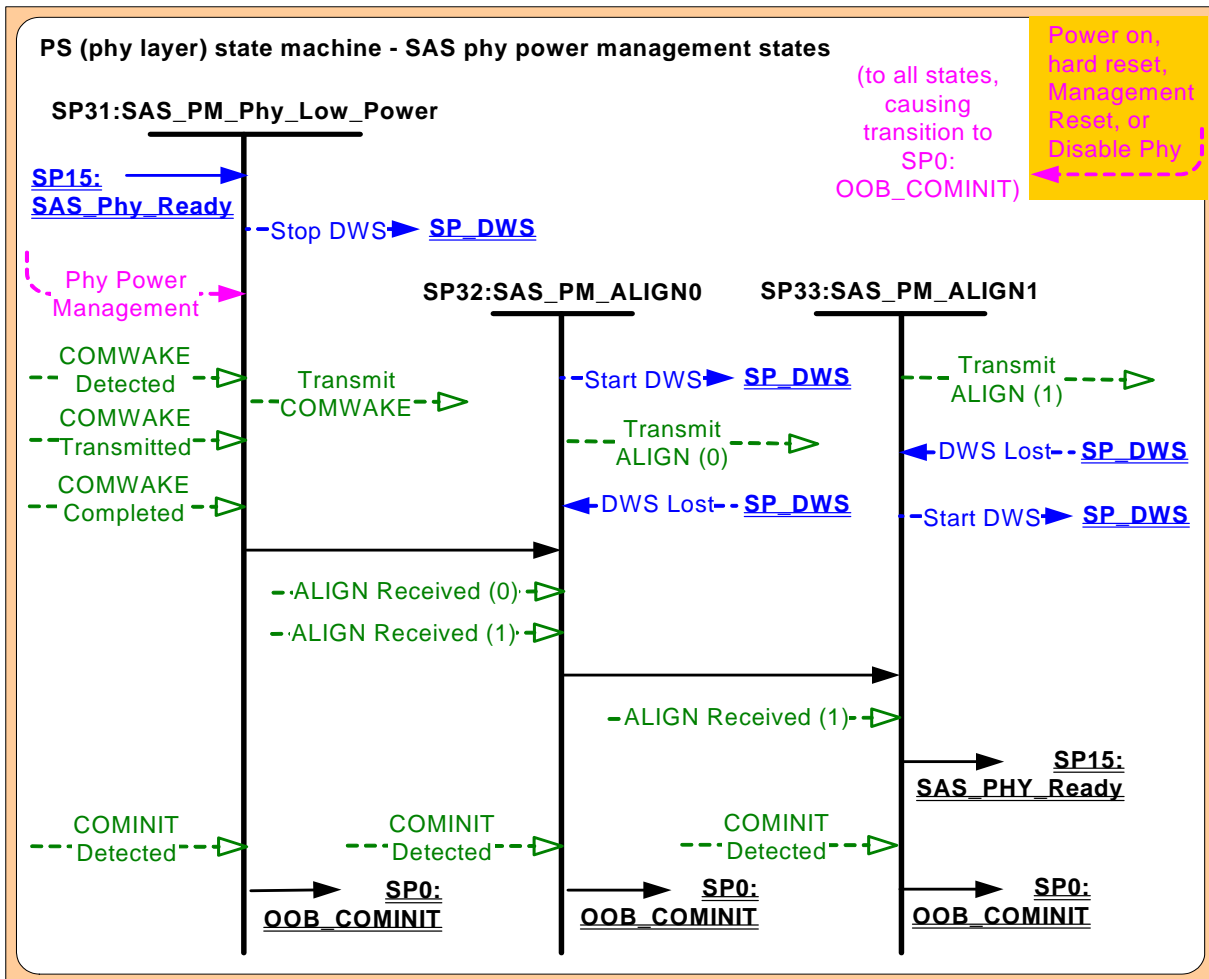 PS (phy layer) state machine - SAS phy power management states
Power on,
hard reset,
Management
Reset, or
Disable Phy
(to all states,
causing
transition to
SP0:
OOB_COMINIT)
SP31:SAS_PM_Phy_Low_Power
SP15:
SAS_Phy_Ready
Stop DWS
SP_DWS
Phy Power
Management
SP32:SAS_PM_ALIGN0
SP33:SAS_PM_ALIGN1
COMWAKE
Detected
Transmit
COMWAKE
COMWAKE
Transmitted
COMWAKE
Completed
Start DWS
SP_DWS
Transmit
ALIGN (0)
DWS Lost
SP_DWS
Transmit
ALIGN (1)
DWS Lost
SP_DWS
Start DWS
SP_DWS
ALIGN Received (0)
ALIGN Received (1)
ALIGN Received (1)
SP15:
SAS_PHY_Ready
COMINIT
Detected
COMINIT
Detected
COMINIT
Detected
SP0:
OOB_COMINIT
SP0:
OOB_COMINIT
SP0:
OOB_COMINIT